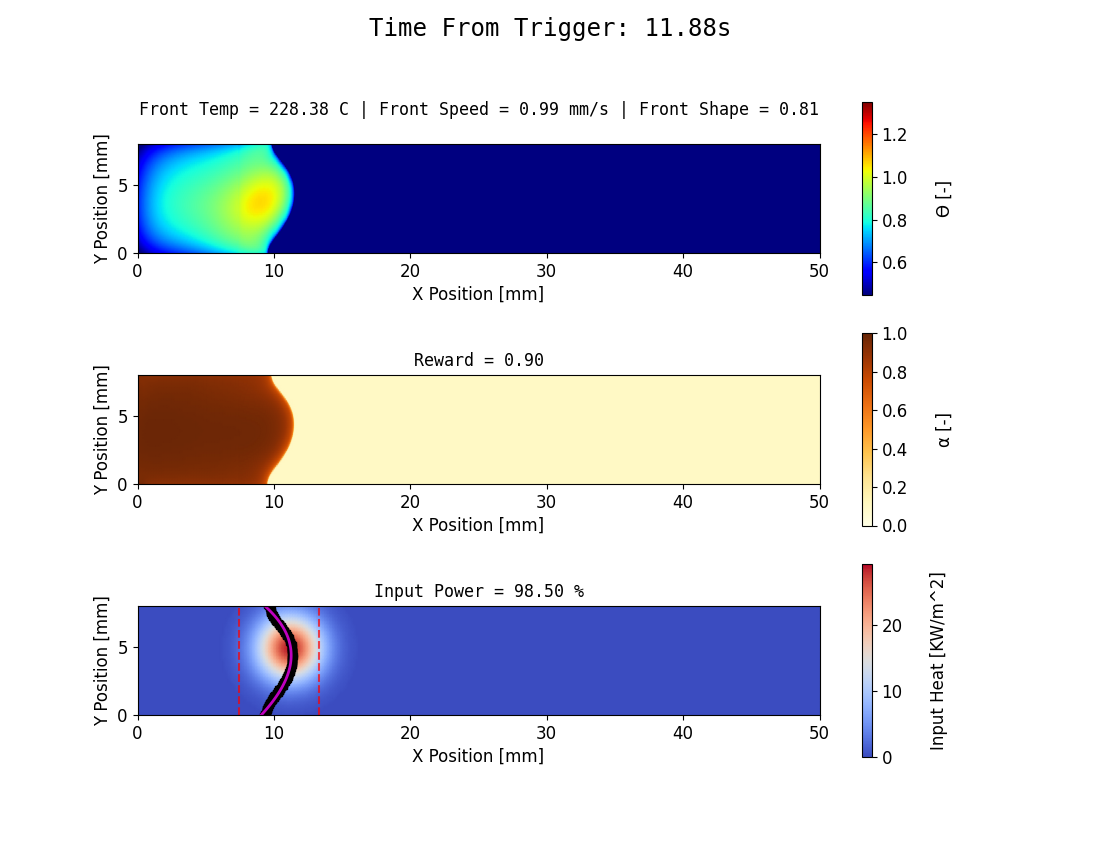 Time From Trigger: 11.88s
Front Temp = 228.38 C | Front Speed = 0.99 mm/s | Front Shape = 0.81
Y Position [mm]
5
0
0 10 20 30 40 50
X Position [mm]
1.2
1.0
0.8
0.6
Θ [-]
Reward = 0.90
Y Position [mm]
5
0
0 10 20 30 40 50
X Position [mm]
1.0
0.8
0.6
0.4
0.2
0.0
α [-]
Input Power = 98.50 %
Y Position [mm]
5
0
0 10 20 30 40 50
X Position [mm]
20
10
0
Input Heat [KW/m^2]